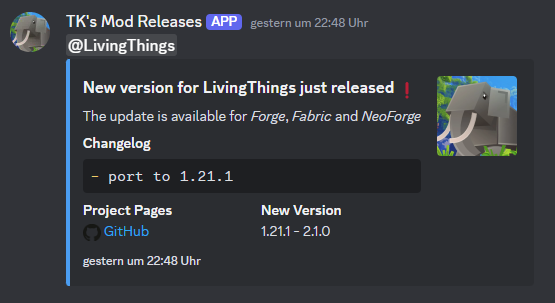 TK's Mod Releases APP gestern um 22:48 Uhr
@LivingThings
New version for LivingThings just released❗
The update is available for Forge, Fabric and NeoForge
Changelog
- port to 1.21.1
Project Pages
GitHub
New Version
1.21.1 - 2.1.0
gestern um 22:48 Uhr